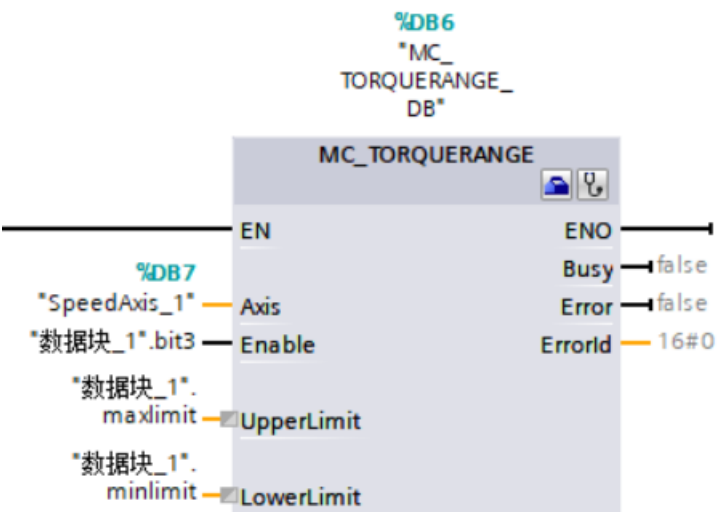 %DB6
"MC_
TORQUERANGE_
DB"
MC_TORQUERANGE
EN
ENO
%DB7
Busy
false
"SpeedAxis_1"
Axis
Error
false
"数据块_1".bit3
Enable
ErrorId
16#0
"数据块_1".
maxlimit
UpperLimit
"数据块_1".
minlimit
LowerLimit